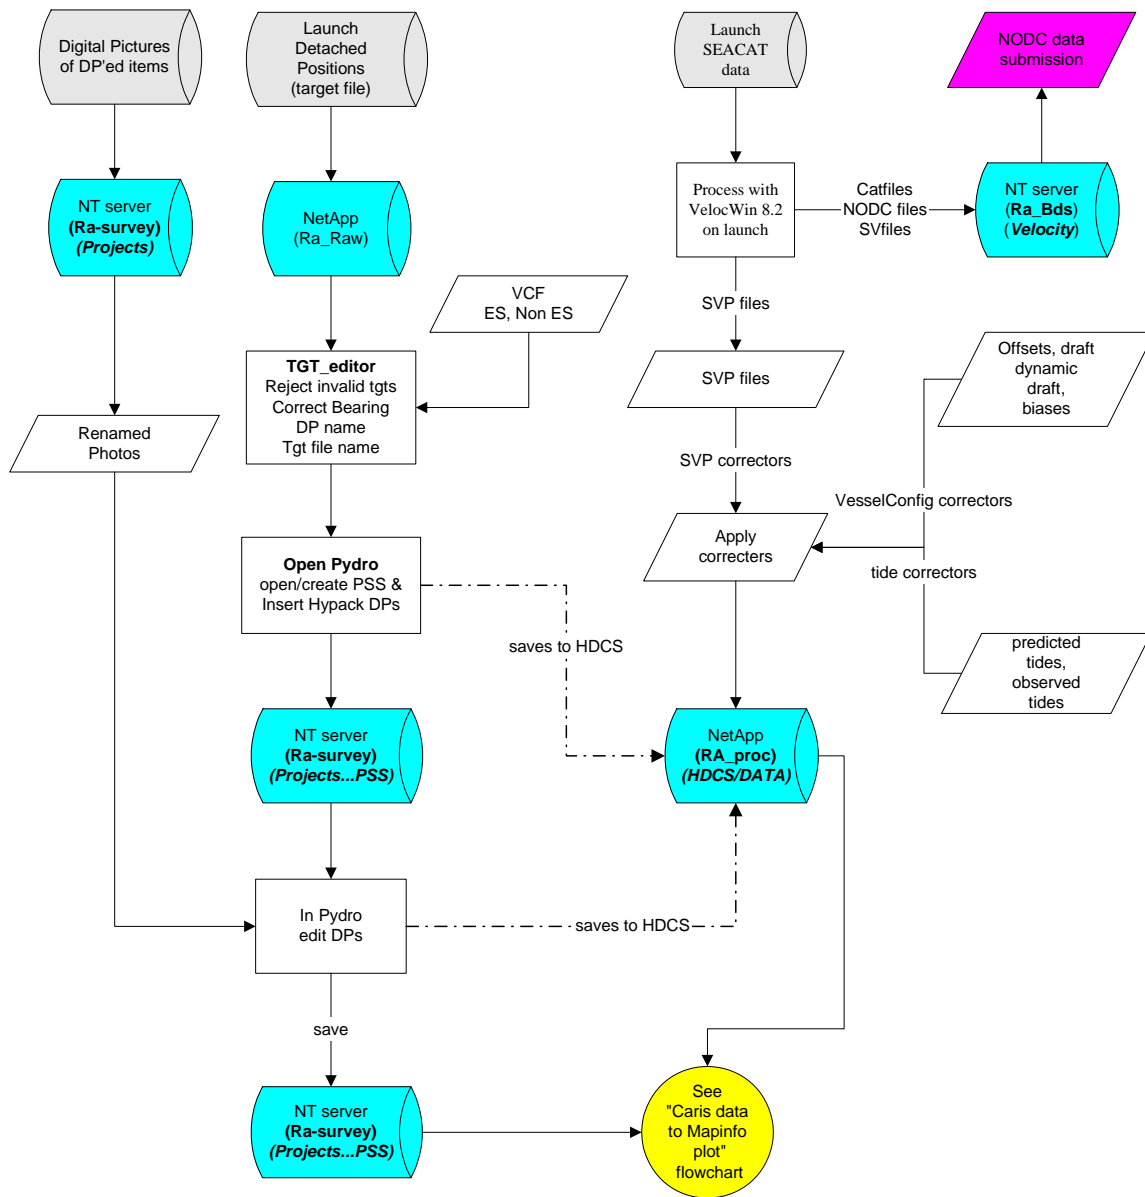 Digital Pictures
of DP'ed items
Launch
Detached
Positions
(target file)
Launch
SEACAT
data
NODC data
submission
NT server
(Ra-survey)
(Projects)
NetApp
(Ra_Raw)
Process with
VelocWin 8.2
on launch
Catfiles
NODC files
SVfiles
NT server
(Ra_Bds)
(Velocity)
VCF
ES, Non ES
SVP files
TGT_editor
Reject invalid tgts
Correct Bearing
DP name
Tgt file name
SVP files
Offsets, draft
dynamic
draft,
biases
Renamed
Photos
SVP correctors
VesselConfig correctors
Apply
correcters
tide correctors
Open Pydro
open/create PSS &
Insert Hypack DPs
saves to HDCS
predicted
tides,
observed
tides
NT server
(Ra-survey)
(Projects...PSS)
NetApp
(RA_proc)
(HDCS/DATA)
In Pydro
edit DPs
saves to HDCS
save
NT server
(Ra-survey)
(Projects...PSS)
See
"Caris data
to Mapinfo
plot"
flowchart